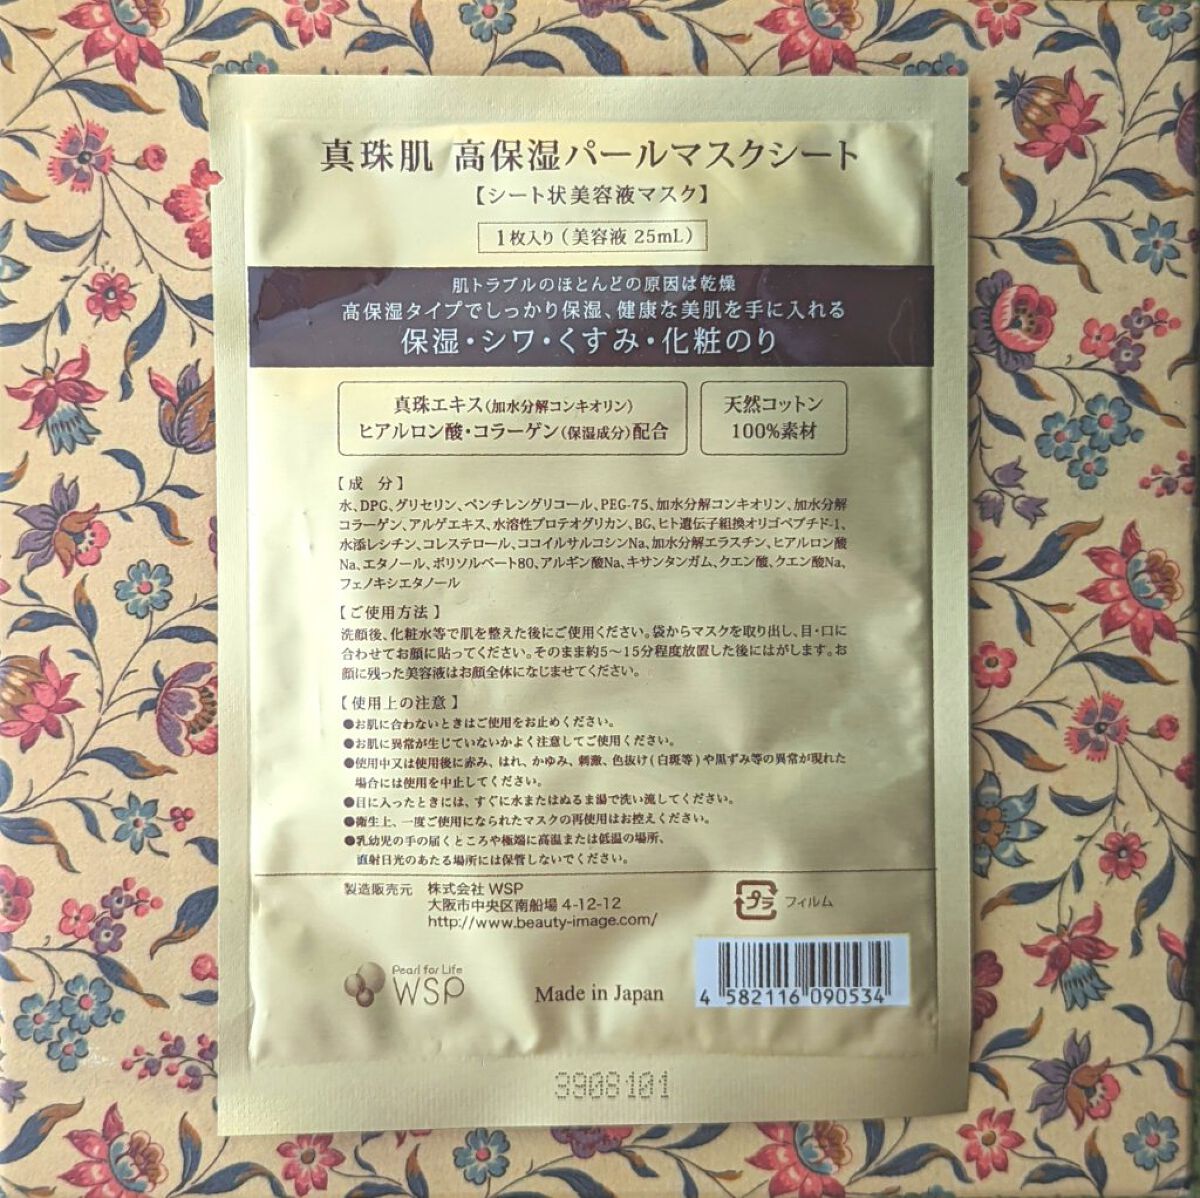 真珠肌 高保湿パールマスクシート
【シート状美容液マスク】
1枚入り(美容液 25mL)
肌トラブルのほとんどの原因は乾燥
高保湿タイプでしっかり保湿、健康な美肌を手に入れる
保湿・シワ・くすみ・化粧のり
真珠エキス(加水分解コンキオリン)
ヒアルロン酸・コラーゲン(保湿成分)配合
天然コットン
100%素材
【成 分】
水、DPG、グリセリン、ペンチレングリコール、PEG-75、加水分解コンキオリン、加水分解
コラーゲン、アルゲエキス、水溶性プロテオグリカン、BG、ヒト遺伝子組換オリゴペプチド-1、
水添レシチン、コレステロール、ココイルサルコシンNa、加水分解エラスチン、ヒアルロン酸
Na、エタノール、ポリソルベート80、アルギン酸Na、キサンタンガム、クエン酸、クエン酸Na、
フェノキシエタノール
【ご使用方法】
洗顔後、化粧水等で肌を整えた後にご使用ください。袋からマスクを取り出し、目・口に
合わせてお顔に貼ってください。そのまま約5〜15分程度放置した後にはがします。お
顔に残った美容液はお顔全体になじませてください。
【使用上の注意】
●お肌に合わないときはご使用をお止めください。
●お肌に異常が生じていないかよく注意してご使用ください。
●使用中又は使用後に赤み、はれ、かゆみ、刺激、色抜け(白斑等)や黒ずみ等の異常が現れた
場合には使用を中止してください。
●目に入ったときには、すぐに水またはぬるま湯で洗い流してください。
●衛生上、一度ご使用になられたマスクの再使用はお控えください。
●乳幼児の手の届くところや極端に高温または低温の場所、
直射日光のあたる場所には保管しないでください。
製造販売元 株式会社 WSP
大阪市中央区南船場 4-12-12
http://www.beauty-image.com/
プラ フィルム
Pearl for Life
WSP
Made in Japan
4 582116 090534
3908101